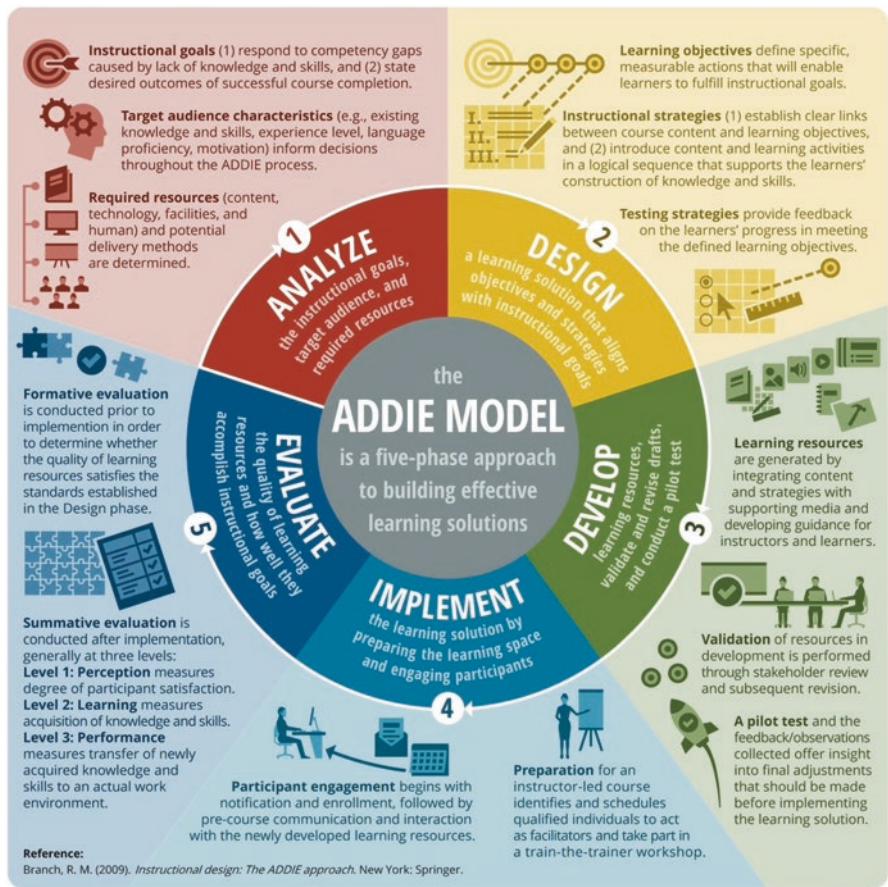 Instructional goals (1) respond to competency gaps
caused by lack of knowledge and skills, and (2) state
desired outcomes of successful course completion.
Target audience characteristics (e.g., existing
knowledge and skills, experience level, language
proficiency, motivation) inform decisions
throughout the ADDIE process.
Required resources (content,
technology, facilities, and
human) and potential
delivery methods
are determined.
1
ANALYZE
the instructional goals,
target audience, and
required resources
Learning objectives define specific,
measurable actions that will enable
learners to fulfill instructional goals.
I.
II.
III.
Instructional strategies (1) establish clear links
between course content and learning objectives,
and (2) introduce content and learning activities
in a logical sequence that supports the learners'
construction of knowledge and skills.
Testing strategies provide feedback
on the learners' progress in meeting
the defined learning objectives.
2
DESIGN
a learning solution that aligns
objectives and strategies
with instructional goals
the
ADDIE MODEL
is a five-phase approach
to building effective
learning solutions
3
DEVELOP
learning resources,
validate and revise drafts,
and conduct a pilot test
Learning resources
are generated by
integrating content
and strategies with
supporting media and
developing guidance for
instructors and learners.
Validation of resources in
development is performed
through stakeholder review
and subsequent revision.
A pilot test and the
feedback/observations
collected offer insight
into final adjustments
that should be made
before implementing
the learning solution.
IMPLEMENT
the learning solution by
preparing the learning space
and engaging participants
4
Participant engagement begins with
notification and enrollment, followed by
pre-course communication and interaction
with the newly developed learning resources.
Preparation for an
instructor-led course
identifies and schedules
qualified individuals to act
as facilitators and take part in
a train-the-trainer workshop.
5
EVALUATE
the quality of learning
resources and how well they
accomplish instructional goals
Formative evaluation
is conducted prior to
implemention in order
to determine whether
the quality of learning
resources satisfies the
standards established
in the Design phase.
Summative evaluation is
conducted after implementation,
generally at three levels:
Level 1: Perception measures
degree of participant satisfaction.
Level 2: Learning measures
acquisition of knowledge and skills.
Level 3: Performance
measures transfer of newly
acquired knowledge and
skills to an actual work
environment.
Reference:
Branch, R. M. (2009). Instructional design: The ADDIE approach. New York: Springer.